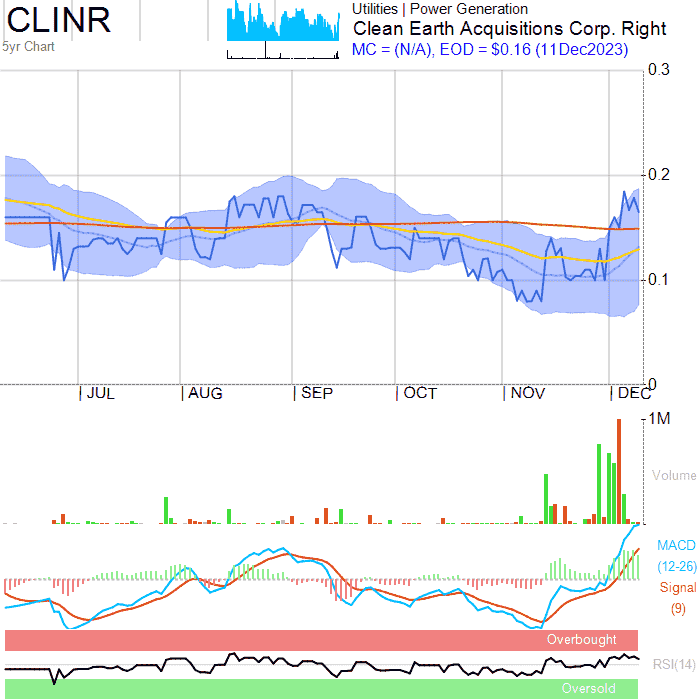 CLINR
5yr Chart
Utilities | Power Generation
Clean Earth Acquisitions Corp. Right
MC = (N/A), EOD = $0.16 (11Dec2023)
0.3
0.2
0.1
0
JUL AUG SEP OCT NOV DEC
1M
Volume
MACD
(12-26)
Signal
(9)
Overbought
RSI(14)
Oversold